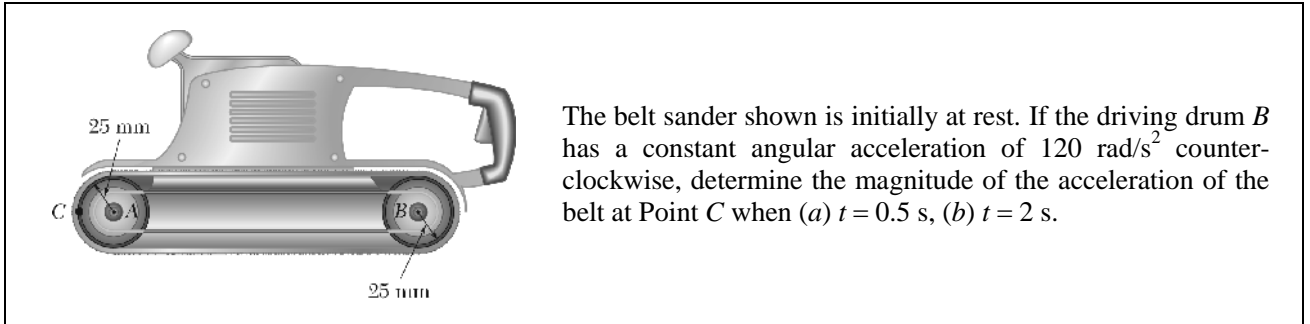 25 mm
C
A
B
25 mm
The belt sander shown is initially at rest. If the driving drum B
has a constant angular acceleration of 120 rad/s² counter-
clockwise, determine the magnitude of the acceleration of the
belt at Point C when (a) t = 0.5 s, (b) t = 2 s.